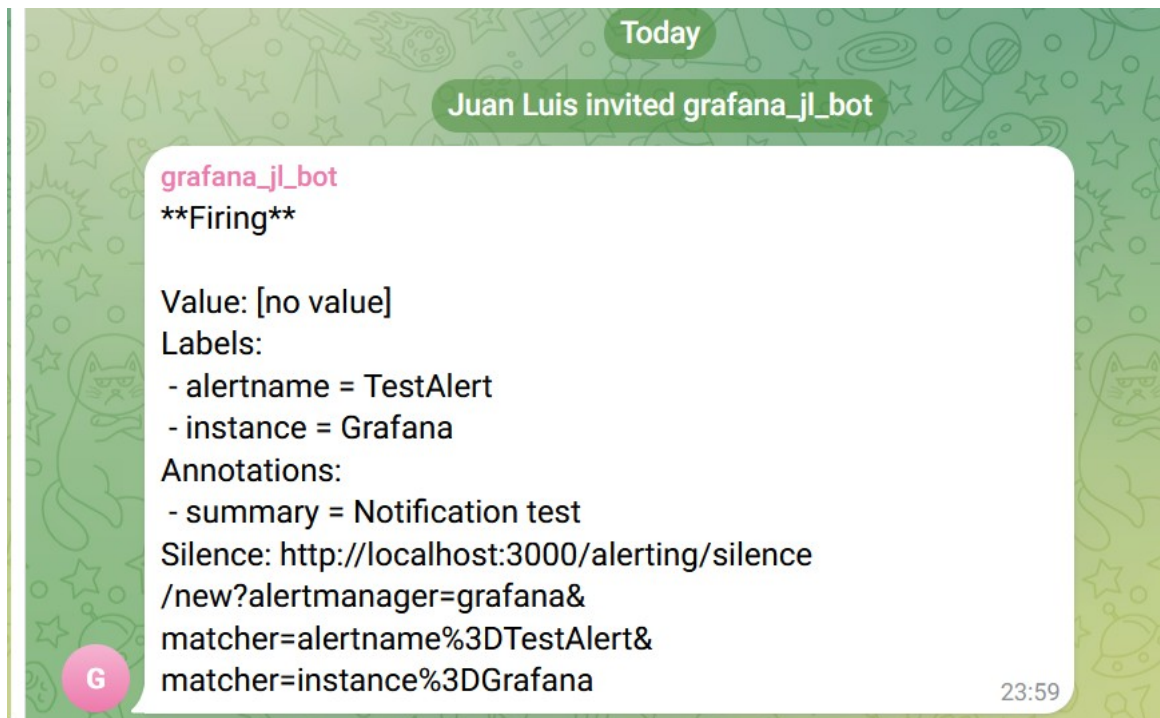 Today
Juan Luis invited grafana_jl_bot
grafana_jl_bot
**Firing**
Value: [no value]
Labels:
- alertname = TestAlert
- instance = Grafana
Annotations:
- summary = Notification test
Silence: http://localhost:3000/alerting/silence
/new?alertmanager=grafana&
matcher=alertname%3DTestAlert&
matcher=instance%3DGrafana
G
23:59